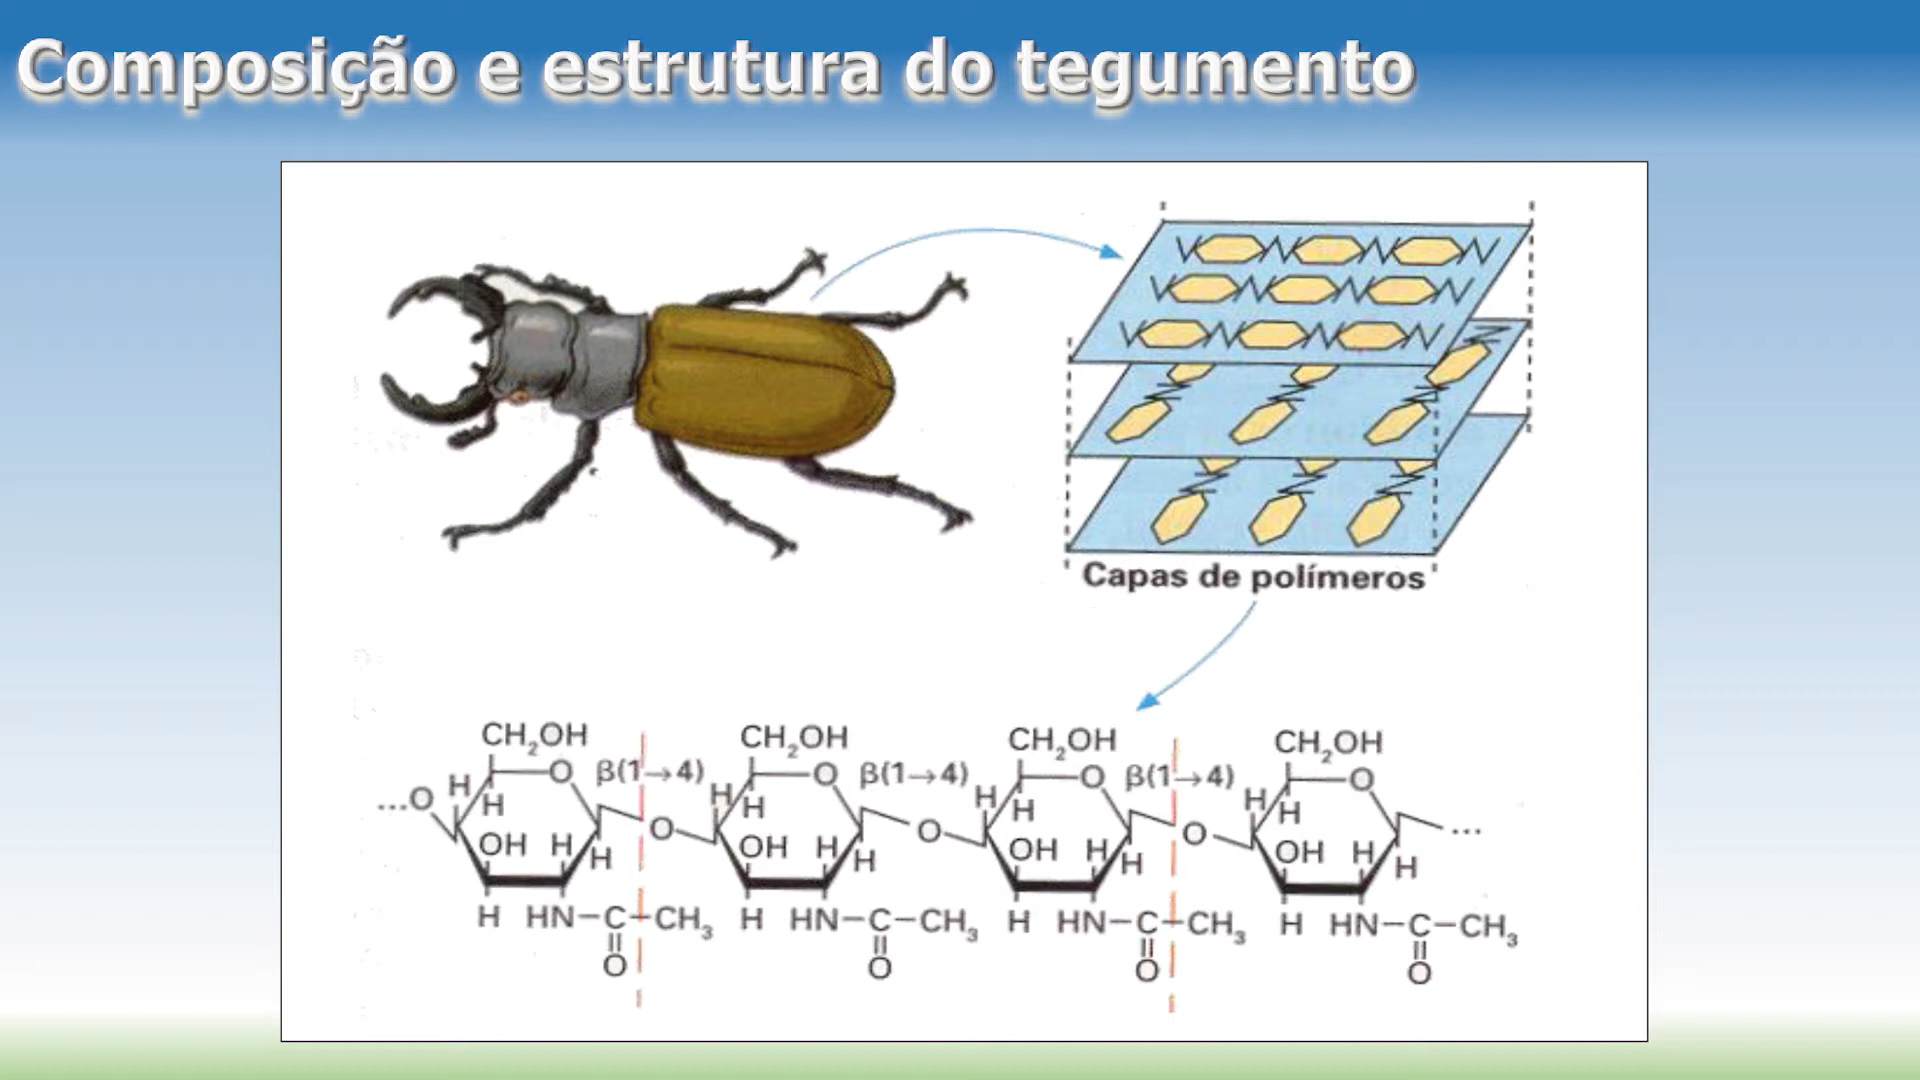 Composição e estrutura do tegumento
Capas de polímeros
CH₂OH CH₂OH CH₂OH CH₂OH
H O β(1→4) H O β(1→4) H O β(1→4) H O
...O H O H O H O H ...
OH H H OH H H OH H H OH H H
H HN–C–CH₃ H HN–C–CH₃ H HN–C–CH₃ H HN–C–CH₃
O O O O